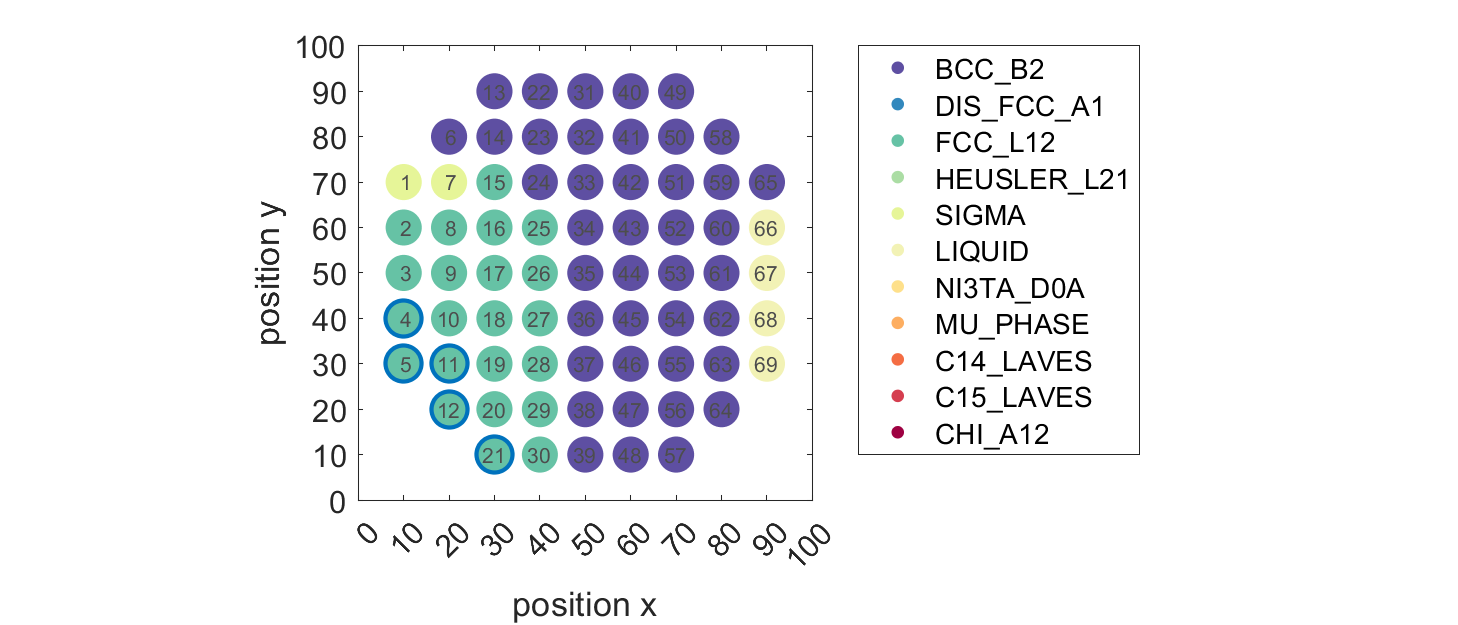 100
90
80
70
60
50
40
30
20
10
0
position y
13 22 31 40 49
6 14 23 32 41 50 58
1 7 15 24 33 42 51 59 65
2 8 16 25 34 43 52 60 66
3 9 17 26 35 44 53 61 67
4 10 18 27 36 45 54 62 68
5 11 19 28 37 46 55 63 69
12 20 29 38 47 56 64
21 30 39 48 57
0 10 20 30 40 50 60 70 80 90 100
position x
BCC_B2
DIS_FCC_A1
FCC_L12
HEUSLER_L21
SIGMA
LIQUID
NI3TA_D0A
MU_PHASE
C14_LAVES
C15_LAVES
CHI_A12